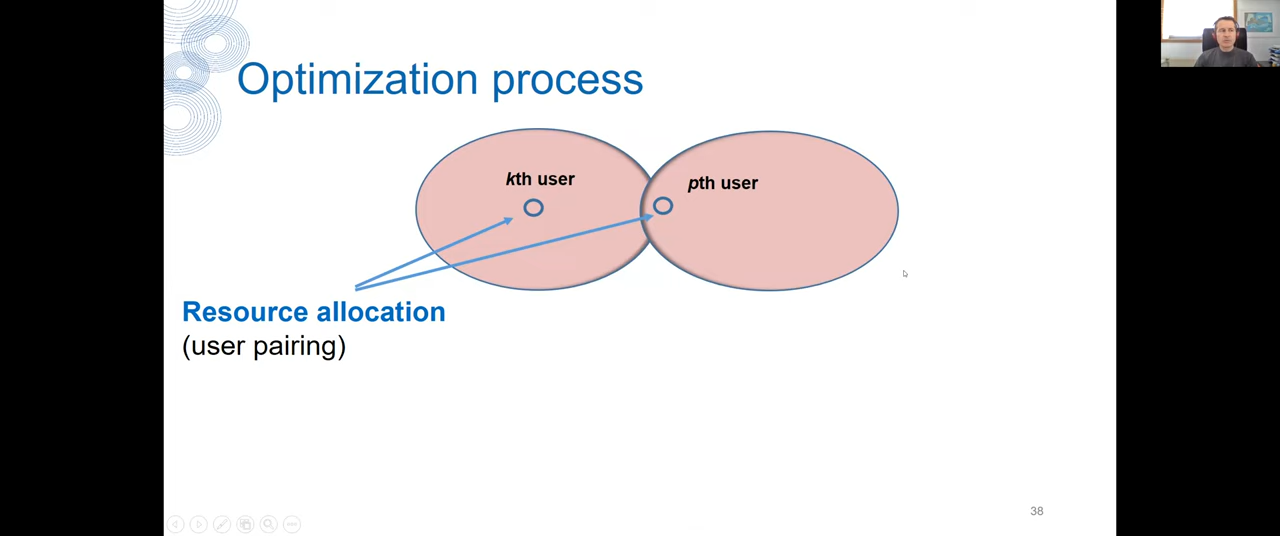 Optimization process
kth user
pth user
Resource allocation
(user pairing)
38